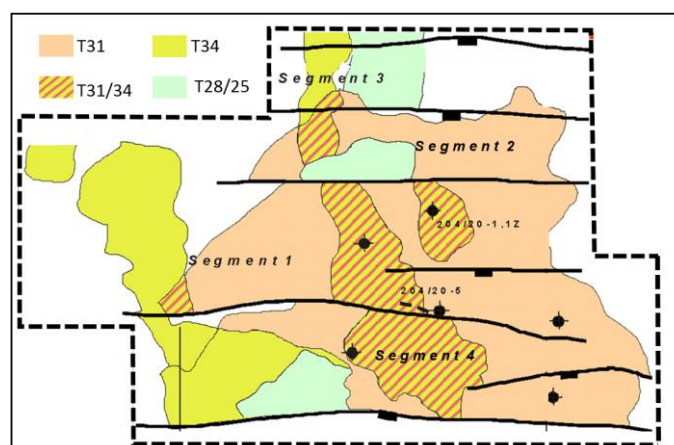 T31
T34
T31/34
T28/25
Segment 3
Segment 2
204/20-1,1Z
Segment 1
204/20-5
Segment 4